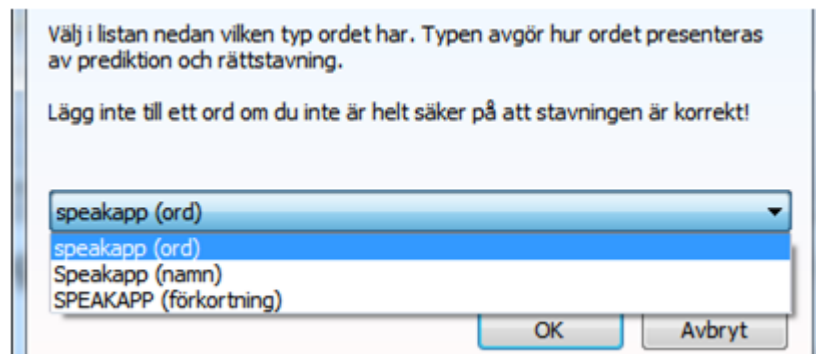 Välj i listan nedan vilken typ ordet har. Typen avgör hur ordet presenteras
av prediktion och rättstavning.
Lägg inte till ett ord om du inte är helt säker på att stavningen är korrekt!
speakapp (ord)
speakapp (ord)
Speakapp (namn)
SPEAKAPP (förkortning)
OK Avbryt